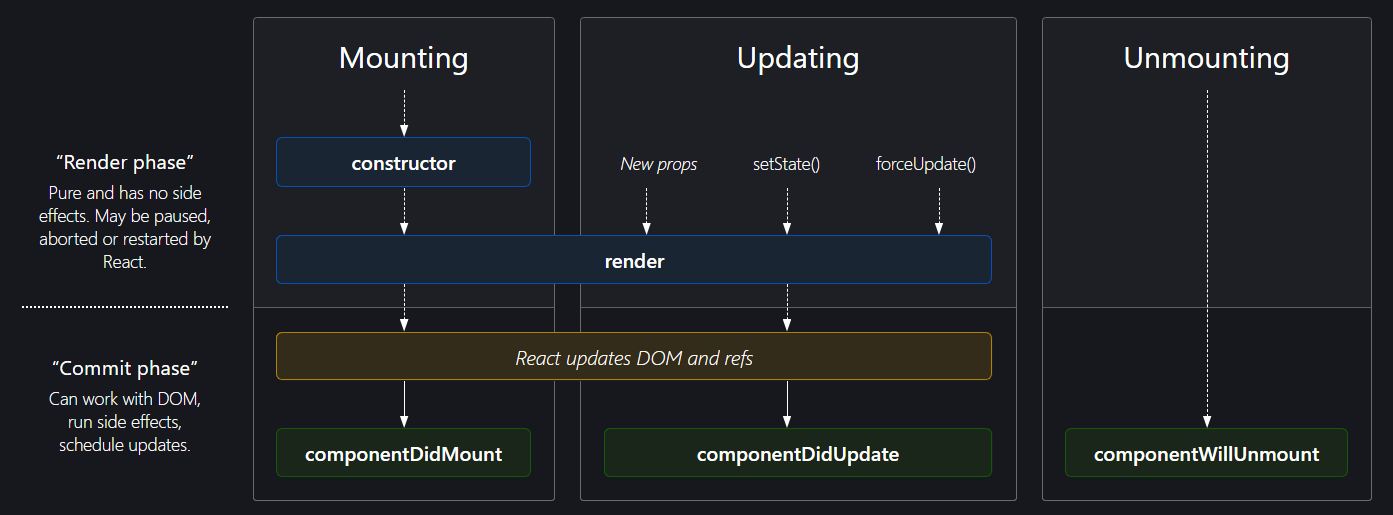 Mounting
Updating
Unmounting
“Render phase”
Pure and has no side
effects. May be paused,
aborted or restarted by
React.
constructor
New props
setState()
forceUpdate()
render
“Commit phase”
Can work with DOM,
run side effects,
schedule updates.
React updates DOM and refs
componentDidMount
componentDidUpdate
componentWillUnmount